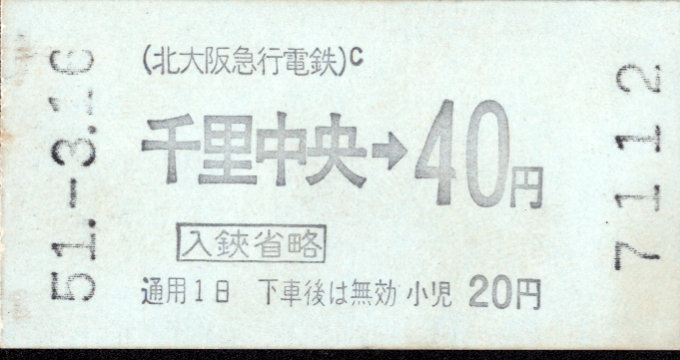 (北大阪急行電鉄)C
千里中央→40円
入鋏省略
通用1日 下車後は無効 小児 20円
51.-3.16
7112